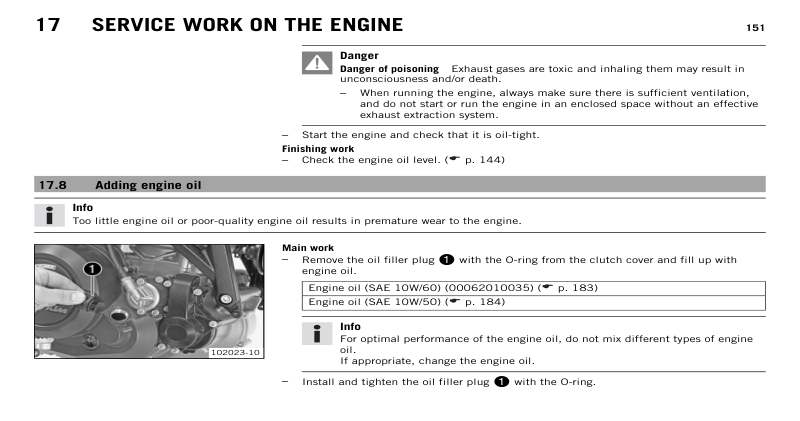 17 SERVICE WORK ON THE ENGINE 151
Danger
Danger of poisoning Exhaust gases are toxic and inhaling them may result in
unconsciousness and/or death.
– When running the engine, always make sure there is sufficient ventilation,
and do not start or run the engine in an enclosed space without an effective
exhaust extraction system.
– Start the engine and check that it is oil-tight.
Finishing work
– Check the engine oil level. (☛ p. 144)
17.8 Adding engine oil
Info
Too little engine oil or poor-quality engine oil results in premature wear to the engine.
1
102023-10
Main work
– Remove the oil filler plug ❶ with the O-ring from the clutch cover and fill up with
engine oil.
Engine oil (SAE 10W/60) (00062010035) (☛ p. 183)
Engine oil (SAE 10W/50) (☛ p. 184)
Info
For optimal performance of the engine oil, do not mix different types of engine
oil.
If appropriate, change the engine oil.
– Install and tighten the oil filler plug ❶ with the O-ring.